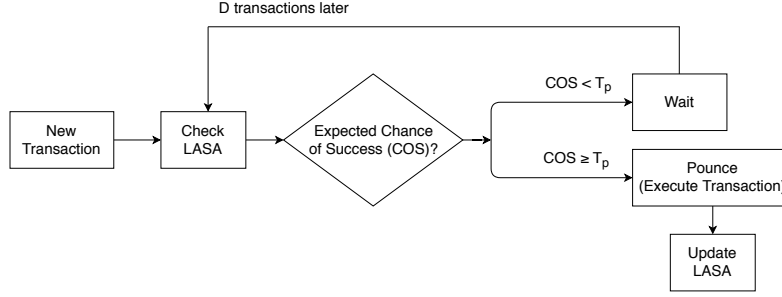 D transactions later
New
Transaction
Check
LASA
Expected Chance
of Success (COS)?
COS < Tp
Wait
COS ≥ Tp
Pounce
(Execute Transaction)
Update
LASA